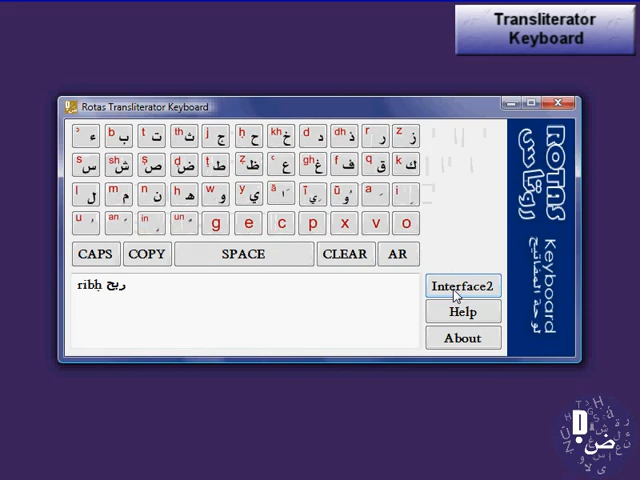 Transliterator
Keyboard
Rotas Transliterator Keyboard
ʾ ء b ب t ت th ث j ج ḥ ح kh خ d د dh ذ r ر z ز
s س sh ش ṣ ص ḍ ض ṭ ط ẓ ظ ʿ ع gh غ f ف q ق k ك
l ل m م n ن h ه w و y ي ā ـَا ī ـِي ū ـُو a ـَ i ـِ
u ـُ an ـً in ـٍ un ـٌ g e c p x v o
CAPS COPY SPACE CLEAR AR
ribḥ ربح
Interface2
Help
About
ROTAS
روتاس
Keyboard
لوحة المفاتيح